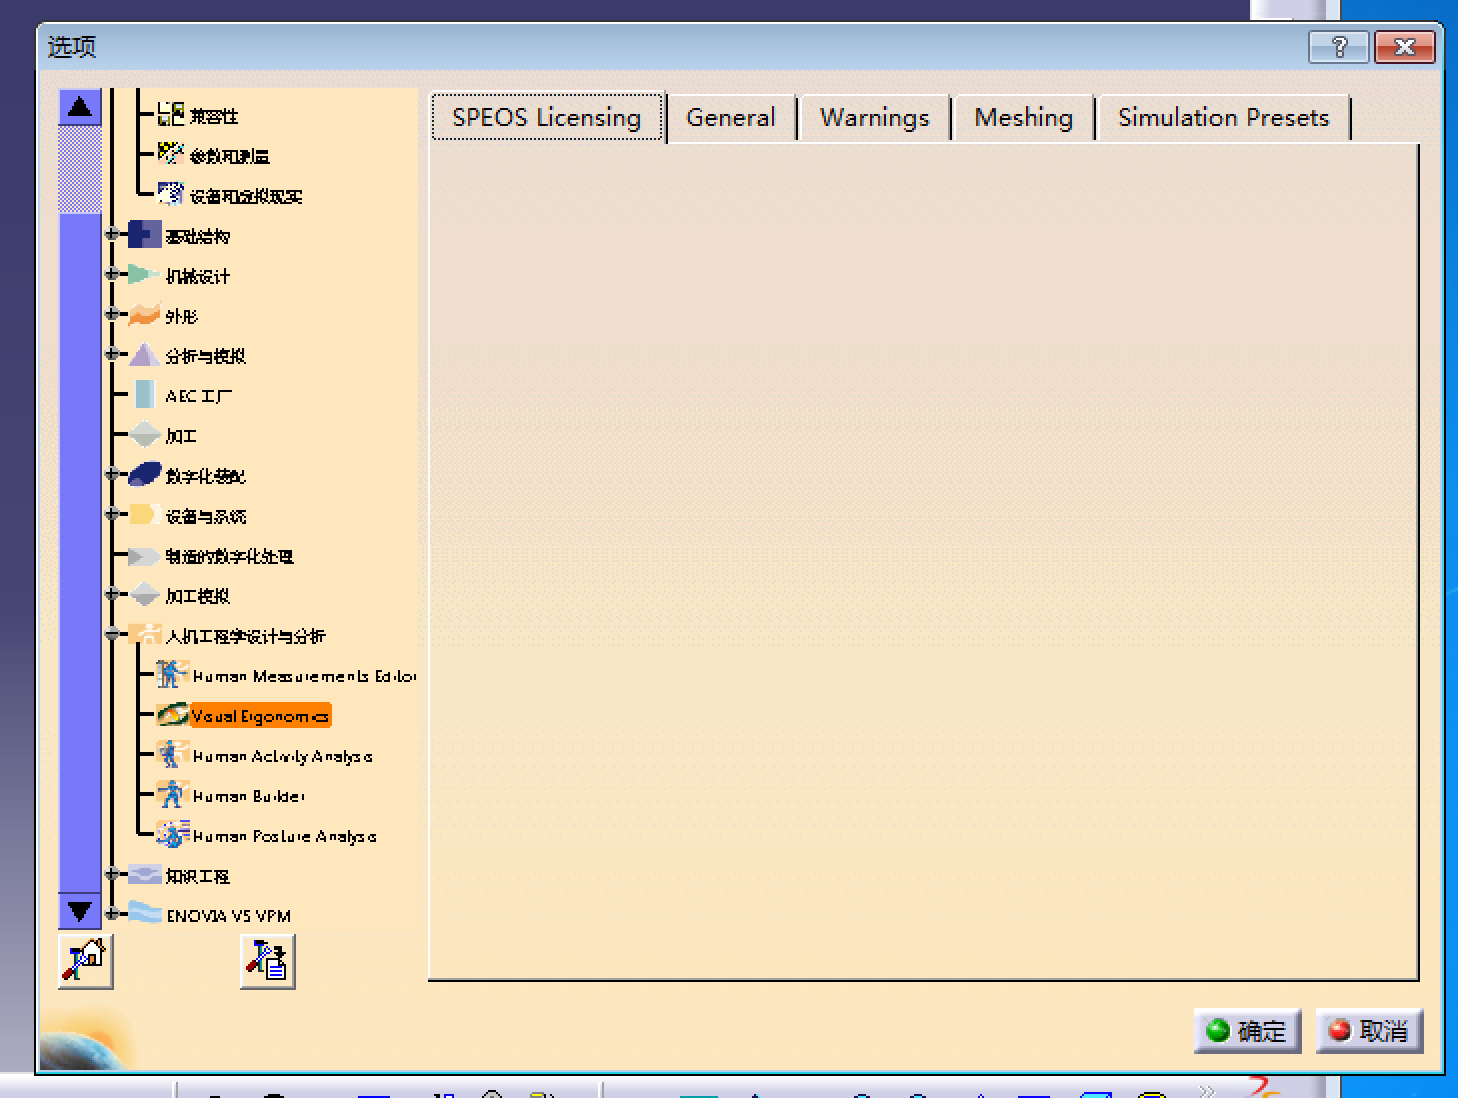 选项
SPEOS Licensing
General
Warnings
Meshing
Simulation Presets
兼容性
参数和测量
设备和虚拟现实
基础结构
机械设计
外形
分析与模拟
AEC 工厂
加工
数字化装配
设备与系统
制造的数字化处理
加工模拟
人机工程学设计与分析
Human Measurements Editor
Visual Ergonomics
Human Activity Analysis
Human Builder
Human Posture Analysis
知识工程
ENOVIA V5 VPM
确定
取消